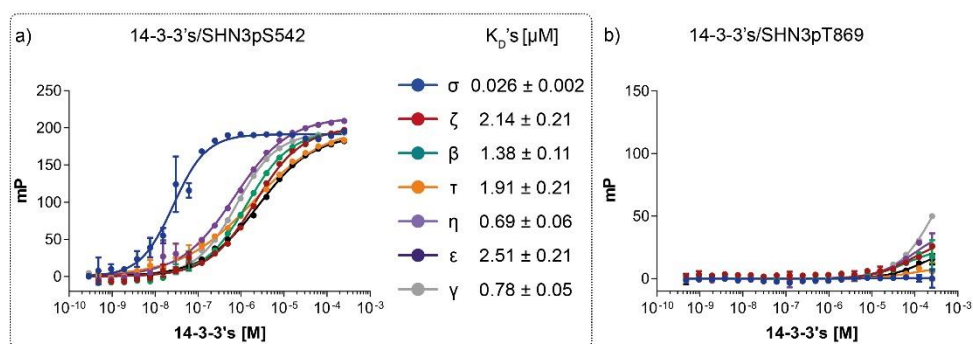 a) 14-3-3's/SHN3pS542 K_D's [µM] b) 14-3-3's/SHN3pT869
250
200
150
100
50
0
mP
10⁻¹⁰ 10⁻⁹ 10⁻⁸ 10⁻⁷ 10⁻⁶ 10⁻⁵ 10⁻⁴ 10⁻³
14-3-3's [M]
σ 0.026 ± 0.002
ζ 2.14 ± 0.21
β 1.38 ± 0.11
τ 1.91 ± 0.21
η 0.69 ± 0.06
ε 2.51 ± 0.21
γ 0.78 ± 0.05
150
100
50
0
mP
10⁻¹⁰ 10⁻⁹ 10⁻⁸ 10⁻⁷ 10⁻⁶ 10⁻⁵ 10⁻⁴ 10⁻³
14-3-3's [M]